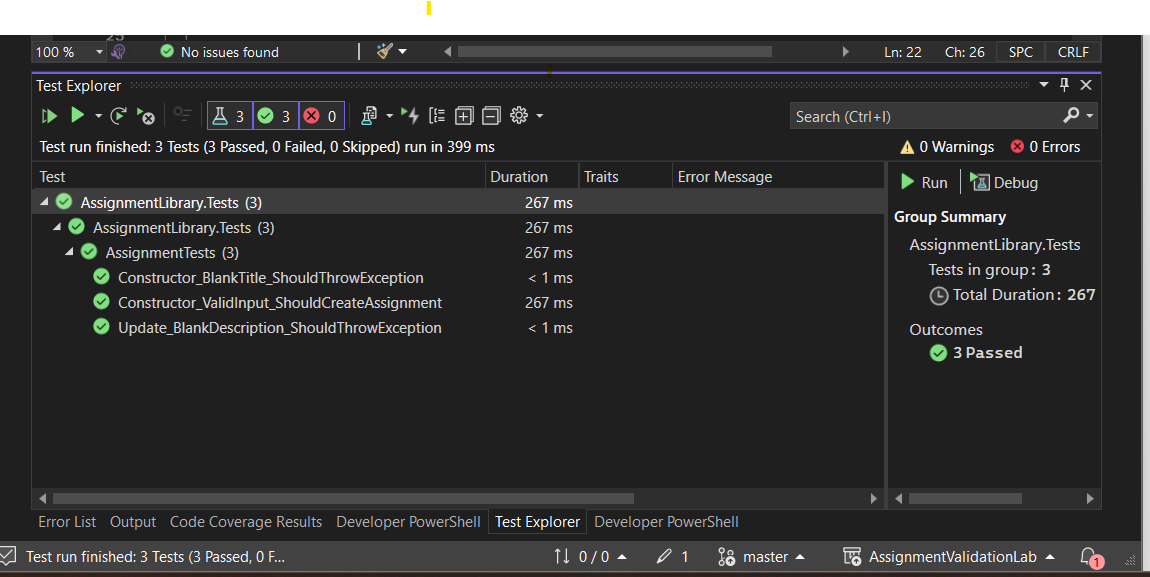 25
100 % No issues found Ln: 22 Ch: 26 SPC CRLF
Test Explorer
3 3 0 Search (Ctrl+I)
Test run finished: 3 Tests (3 Passed, 0 Failed, 0 Skipped) run in 399 ms 0 Warnings 0 Errors
Test Duration Traits Error Message
Run Debug
AssignmentLibrary.Tests (3) 267 ms
AssignmentLibrary.Tests (3) 267 ms
AssignmentTests (3) 267 ms
Constructor_BlankTitle_ShouldThrowException < 1 ms
Constructor_ValidInput_ShouldCreateAssignment 267 ms
Update_BlankDescription_ShouldThrowException < 1 ms
Group Summary
AssignmentLibrary.Tests
Tests in group: 3
Total Duration: 267
Outcomes
3 Passed
Error List Output Code Coverage Results Developer PowerShell Test Explorer Developer PowerShell
Test run finished: 3 Tests (3 Passed, 0 F... 0 / 0 1 master AssignmentValidationLab 1